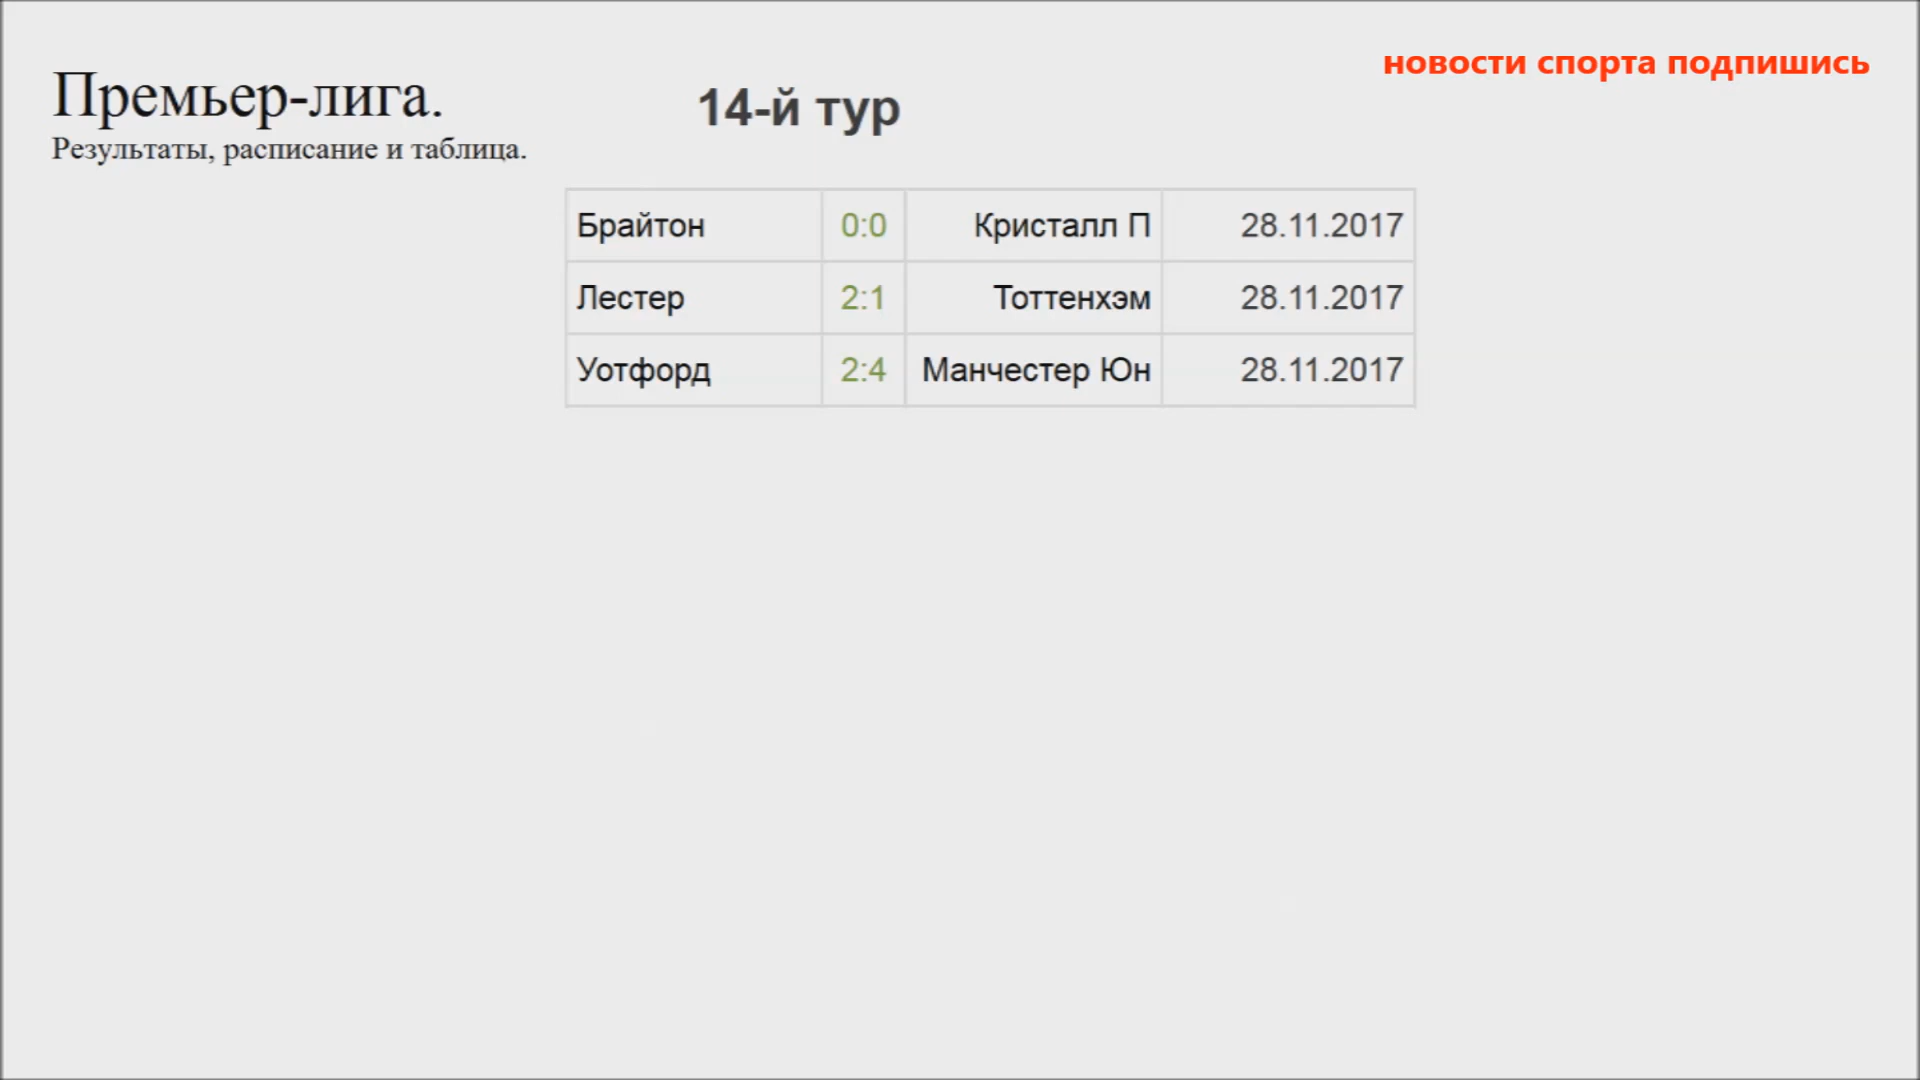 новости спорта подпишись
Премьер-лига.
Результаты, расписание и таблица.
14-й тур
Брайтон 0:0 Кристалл П 28.11.2017
Лестер 2:1 Тоттенхэм 28.11.2017
Уотфорд 2:4 Манчестер Юн 28.11.2017